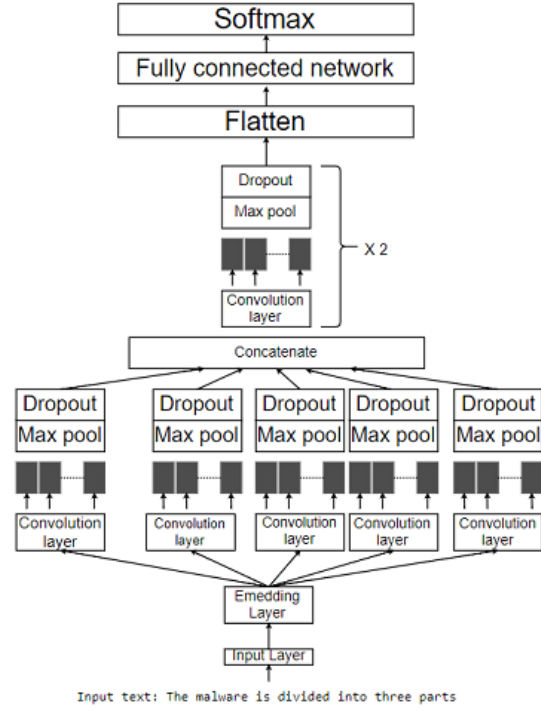 Softmax
Fully connected network
Flatten
Dropout
Max pool
X 2
Convolution
layer
Concatenate
Dropout Dropout Dropout Dropout Dropout
Max pool Max pool Max pool Max pool Max pool
Convolution Convolution Convolution Convolution Convolution
layer layer layer layer layer
Emedding
Layer
Input Layer
Input text: The malware is divided into three parts